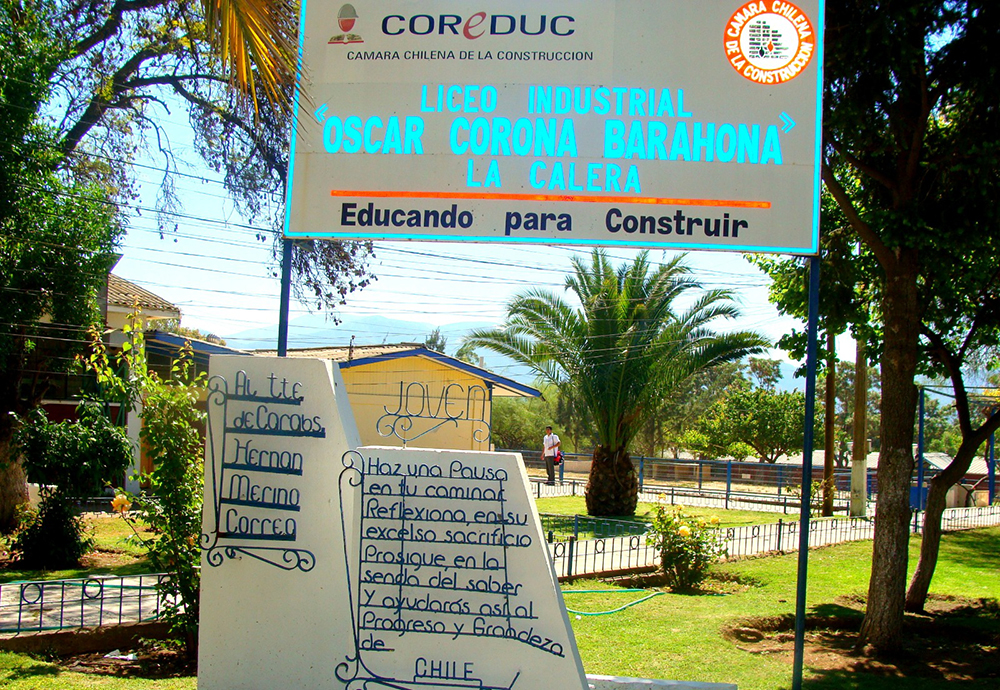 COReDUC
CAMARA CHILENA DE LA CONSTRUCCION
CAMARA CHILENA
DE LA CONSTRUCCION
LICEO INDUSTRIAL
"OSCAR CORONA BARAHONA"
LA CALERA
Educando para Construir
Al tte
de Carabs.
Hernan
Merino
Correa
JOVEN
Haz una Pausa
en tu caminar
Reflexiona, en su
excelso sacrificio
Prosigue, en la
senda del saber
y ayudarás así, al
Progreso y Grandeza
de
CHILE